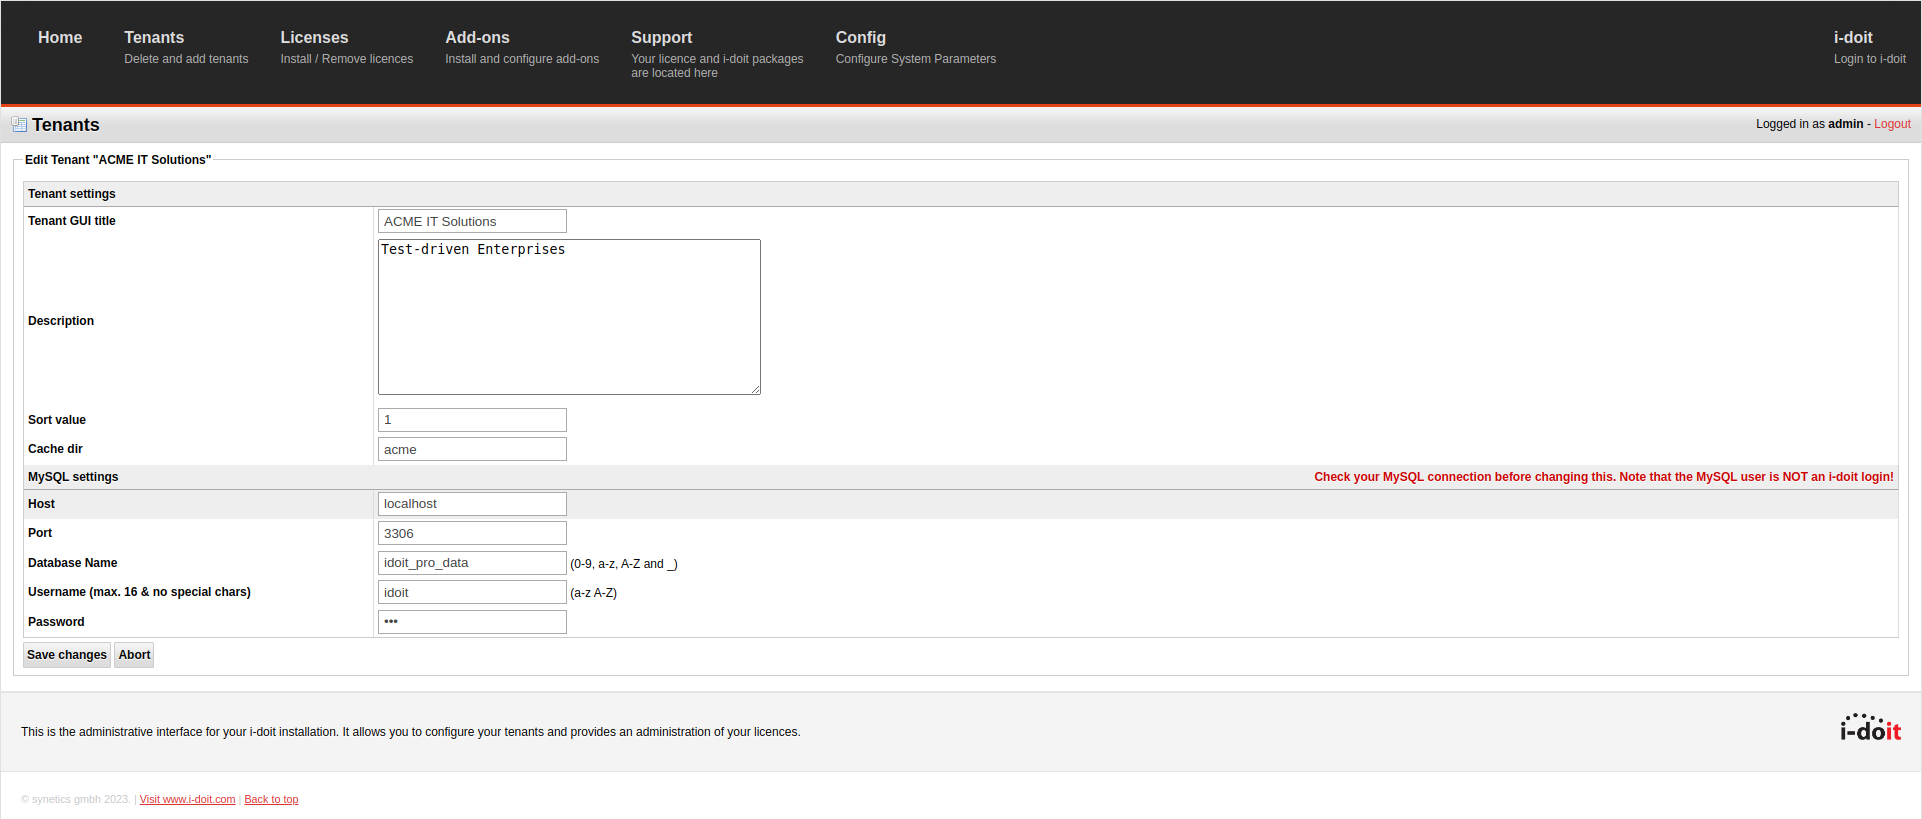 Home
Tenants
Delete and add tenants
Licenses
Install / Remove licences
Add-ons
Install and configure add-ons
Support
Your licence and i-doit packages
are located here
Config
Configure System Parameters
i-doit
Login to i-doit
Tenants
Logged in as admin - Logout
Edit Tenant "ACME IT Solutions"
Tenant settings
Tenant GUI title
ACME IT Solutions
Description
Test-driven Enterprises
Sort value
1
Cache dir
acme
MySQL settings
Check your MySQL connection before changing this. Note that the MySQL user is NOT an i-doit login!
Host
localhost
Port
3306
Database Name
idoit_pro_data (0-9, a-z, A-Z and _)
Username (max. 16 & no special chars)
idoit (a-z A-Z)
Password
•••
Save changes
Abort
This is the administrative interface for your i-doit installation. It allows you to configure your tenants and provides an administration of your licences.
i-doit
© synetics gmbh 2023. | Visit www.i-doit.com | Back to top